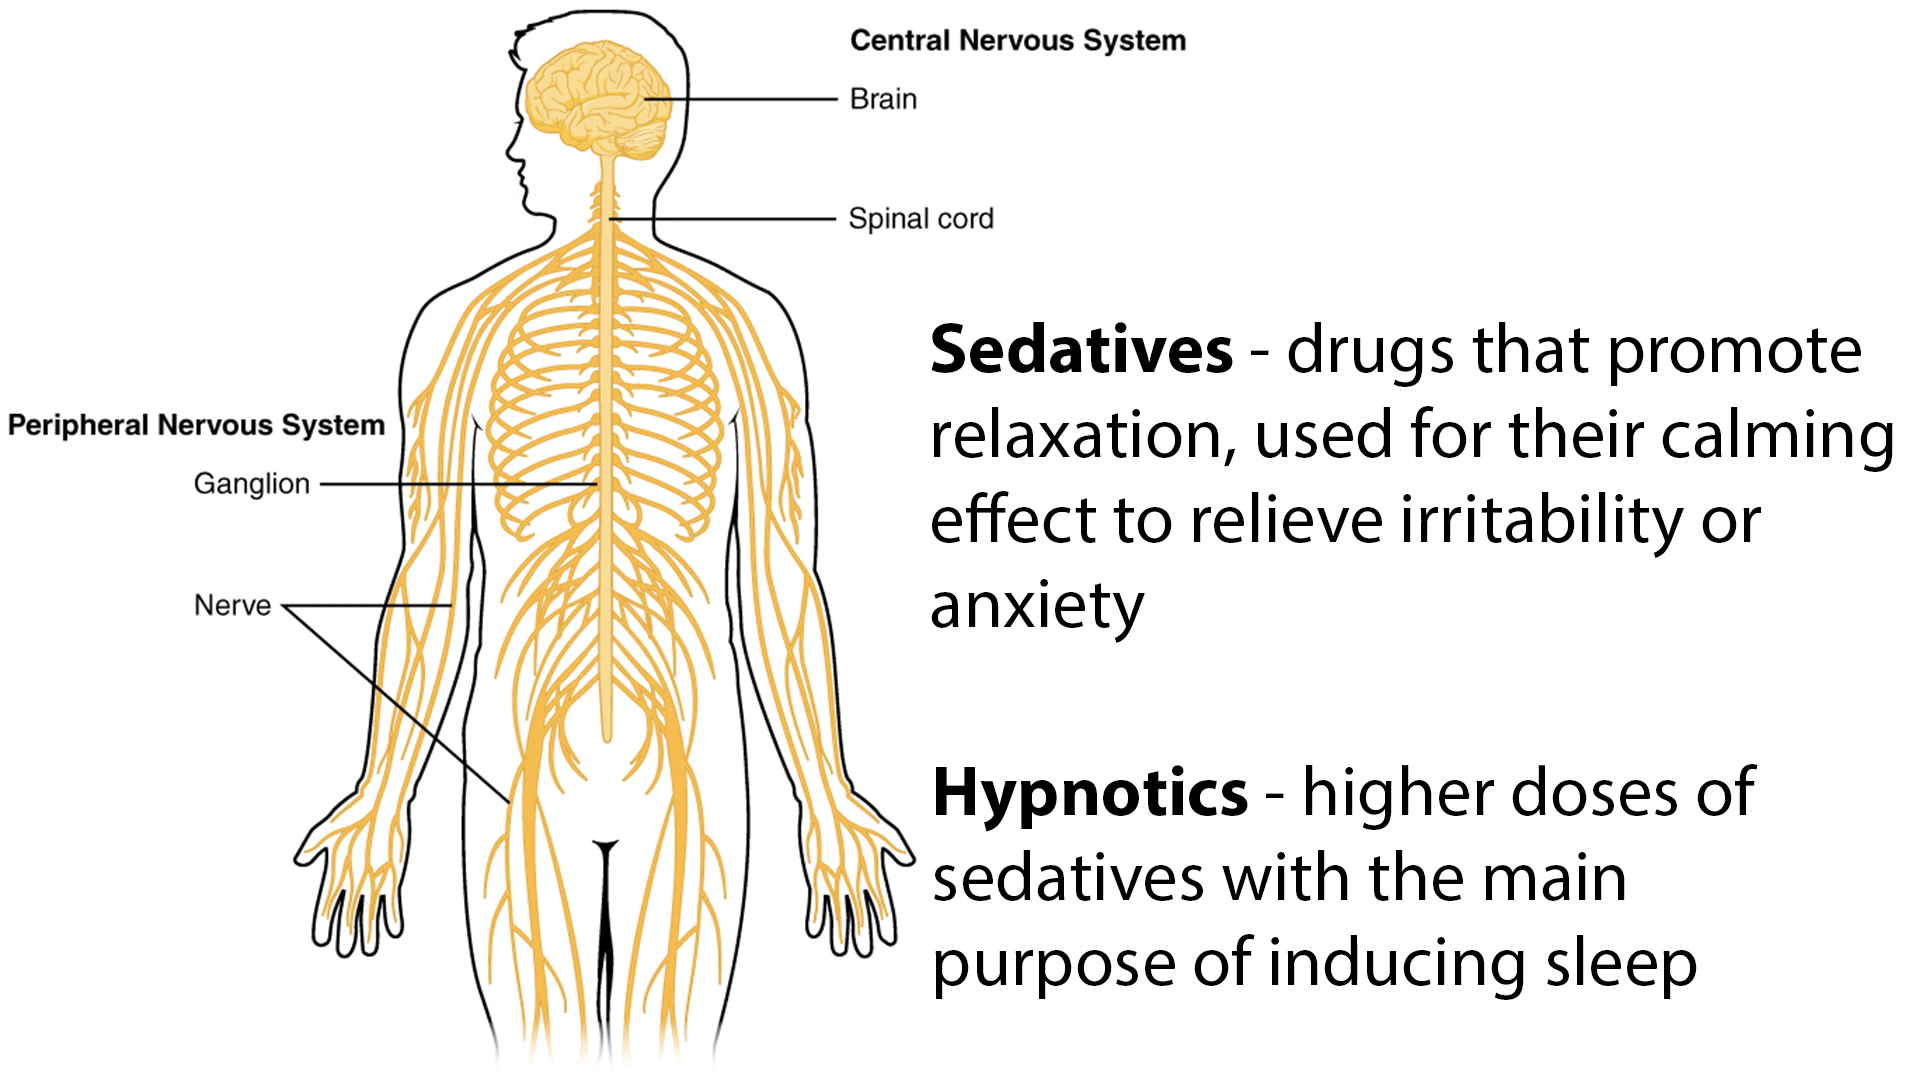 Central Nervous System
Brain
Spinal cord
Peripheral Nervous System
Ganglion
Nerve
Sedatives - drugs that promote
relaxation, used for their calming
effect to relieve irritability or
anxiety
Hypnotics - higher doses of
sedatives with the main
purpose of inducing sleep